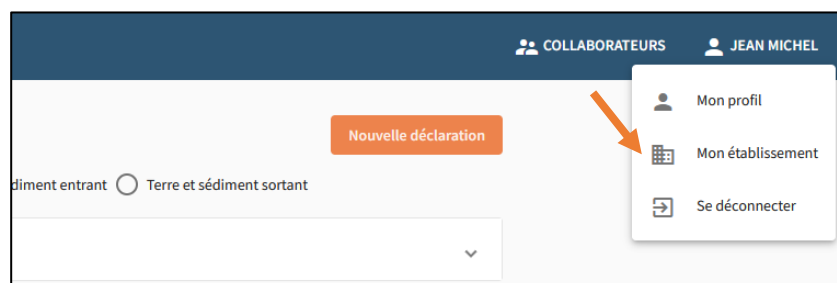 COLLABORATEURS
JEAN MICHEL
Mon profil
Nouvelle déclaration
Mon établissement
diment entrant
Terre et sédiment sortant
Se déconnecter